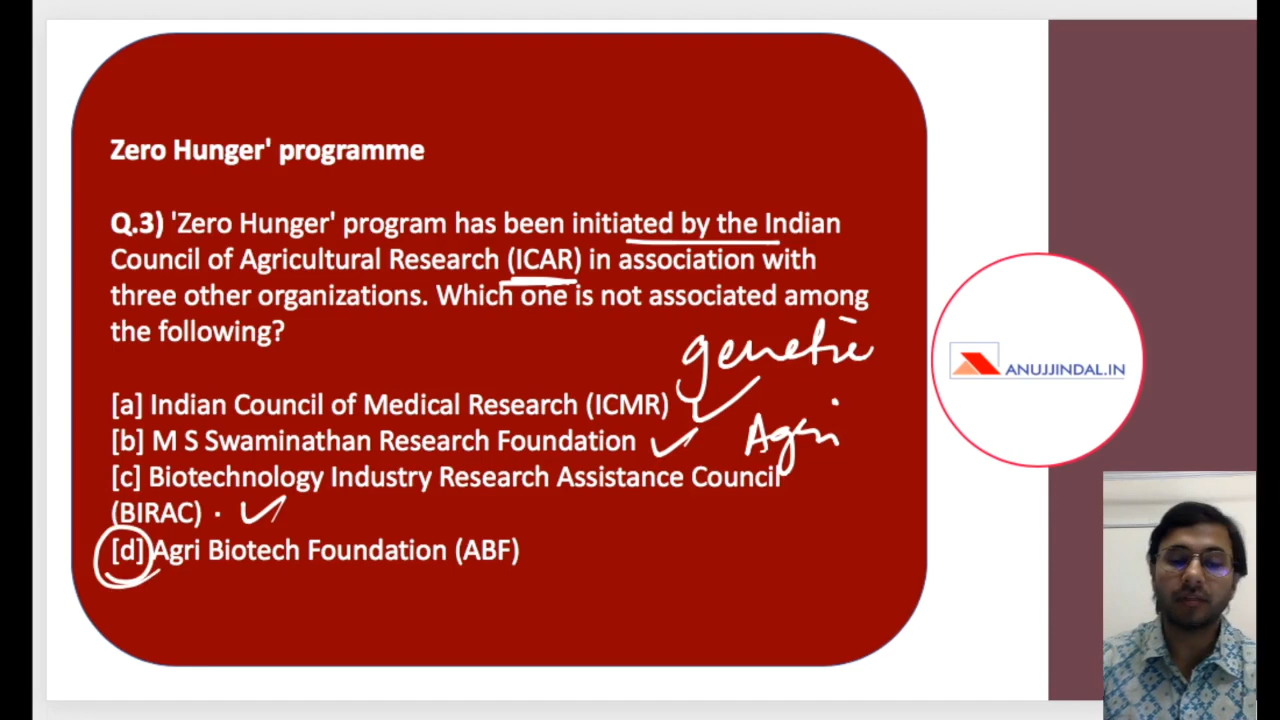 Zero Hunger' programme
Q.3) 'Zero Hunger' program has been initiated by the Indian
Council of Agricultural Research (ICAR) in association with
three other organizations. Which one is not associated among
the following?
genetic
[a] Indian Council of Medical Research (ICMR)
[b] M S Swaminathan Research Foundation
Agri
[c] Biotechnology Industry Research Assistance Council
(BIRAC)
[d] Agri Biotech Foundation (ABF)
ANUJJINDAL.IN